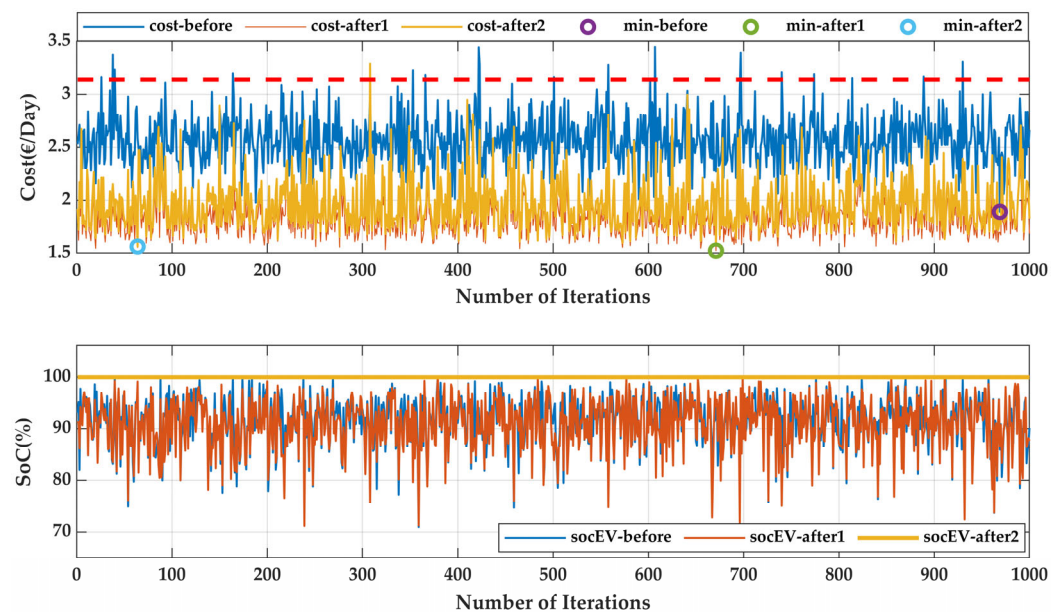 cost-before cost-after1 cost-after2 min-before min-after1 min-after2
3.5
3
2.5
2
1.5
Cost(€/Day)
0 100 200 300 400 500 600 700 800 900 1000
Number of Iterations
100
90
80
70
SoC(%)
socEV-before socEV-after1 socEV-after2
0 100 200 300 400 500 600 700 800 900 1000
Number of Iterations